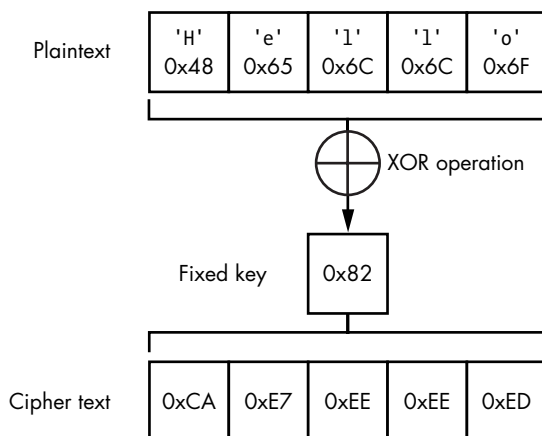 Plaintext
'H' 'e' 'l' 'l' 'o'
0x48 0x65 0x6C 0x6C 0x6F
XOR operation
Fixed key 0x82
Cipher text 0xCA 0xE7 0xEE 0xEE 0xED